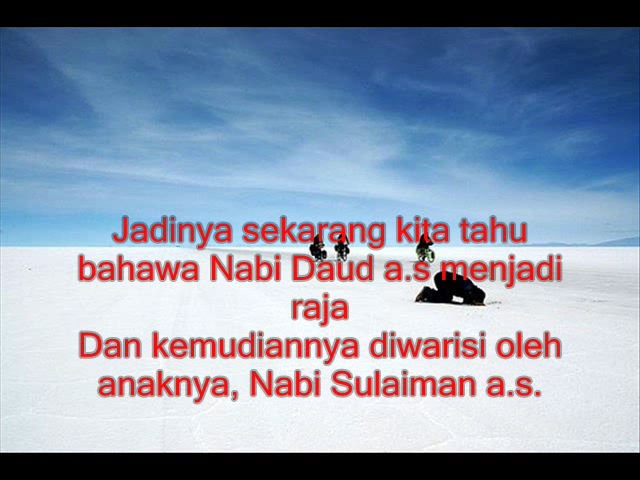 Jadinya sekarang kita tahu
bahawa Nabi Daud a.s menjadi
raja
Dan kemudiannya diwarisi oleh
anaknya, Nabi Sulaiman a.s.